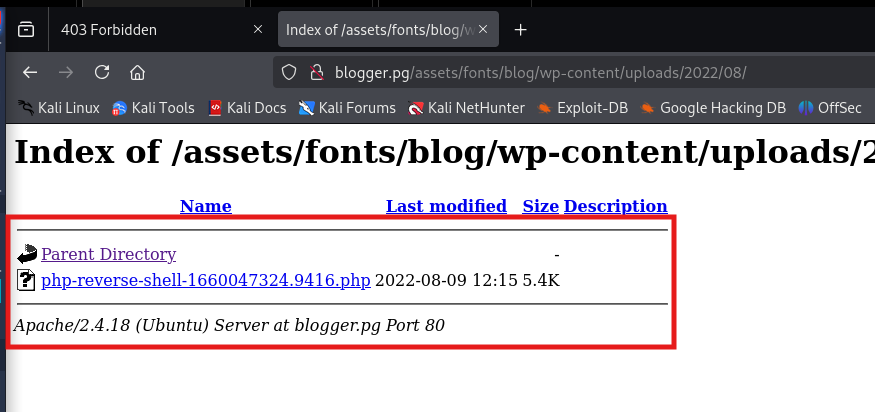 403 Forbidden
Index of /assets/fonts/blog/w
blogger.pg/assets/fonts/blog/wp-content/uploads/2022/08/
Kali Linux Kali Tools Kali Docs Kali Forums Kali NetHunter Exploit-DB Google Hacking DB OffSec
Index of /assets/fonts/blog/wp-content/uploads/2
Name Last modified Size Description
Parent Directory -
php-reverse-shell-1660047324.9416.php 2022-08-09 12:15 5.4K
Apache/2.4.18 (Ubuntu) Server at blogger.pg Port 80